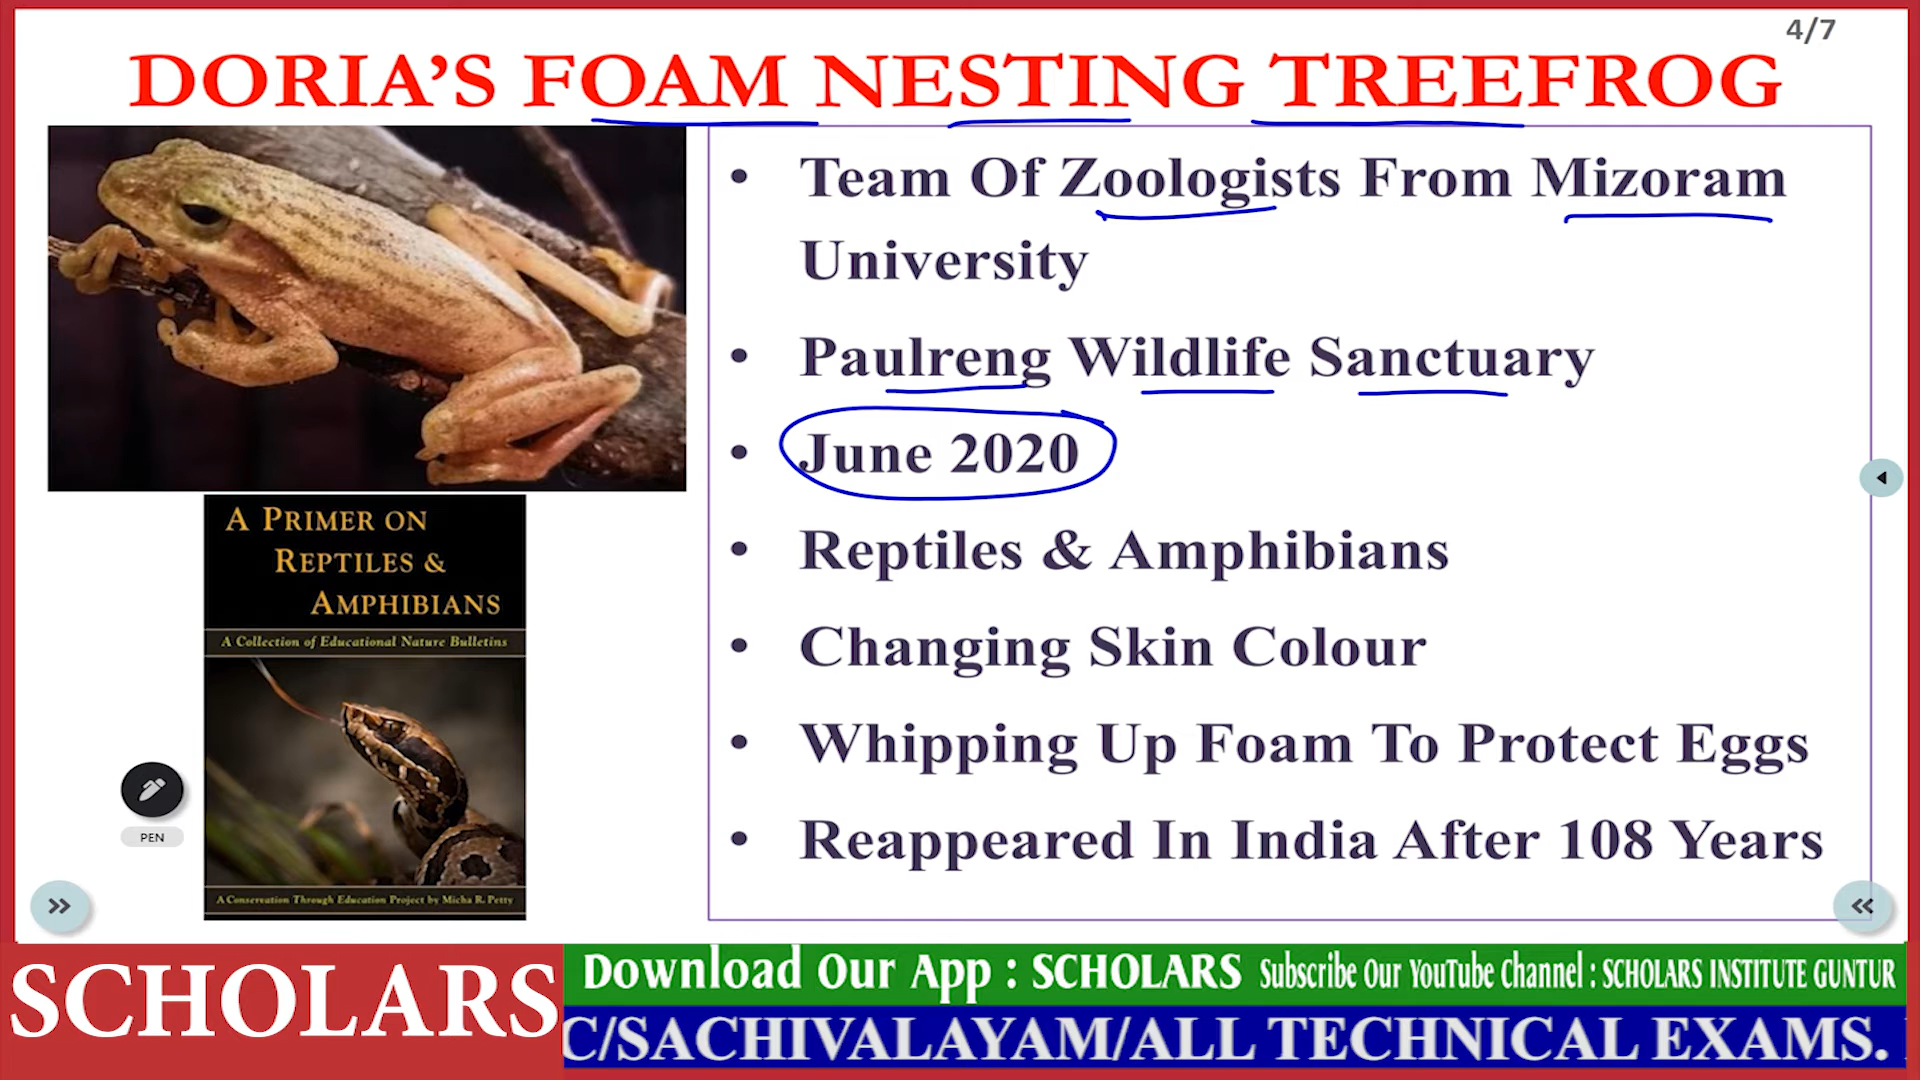 4/7
DORIA'S FOAM NESTING TREEFROG
• Team Of Zoologists From Mizoram
University
• Paulreng Wildlife Sanctuary
• June 2020
• Reptiles & Amphibians
• Changing Skin Colour
• Whipping Up Foam To Protect Eggs
• Reappeared In India After 108 Years
A PRIMER ON
REPTILES &
AMPHIBIANS
A Collection of Educational Nature Bulletins
A Conservation Through Education Project by Micha R. Petty
PEN
SCHOLARS
Download Our App : SCHOLARS Subscribe Our YouTube Channel : SCHOLARS INSTITUTE GUNTUR
C/SACHIVALAYAM/ALL TECHNICAL EXAMS.